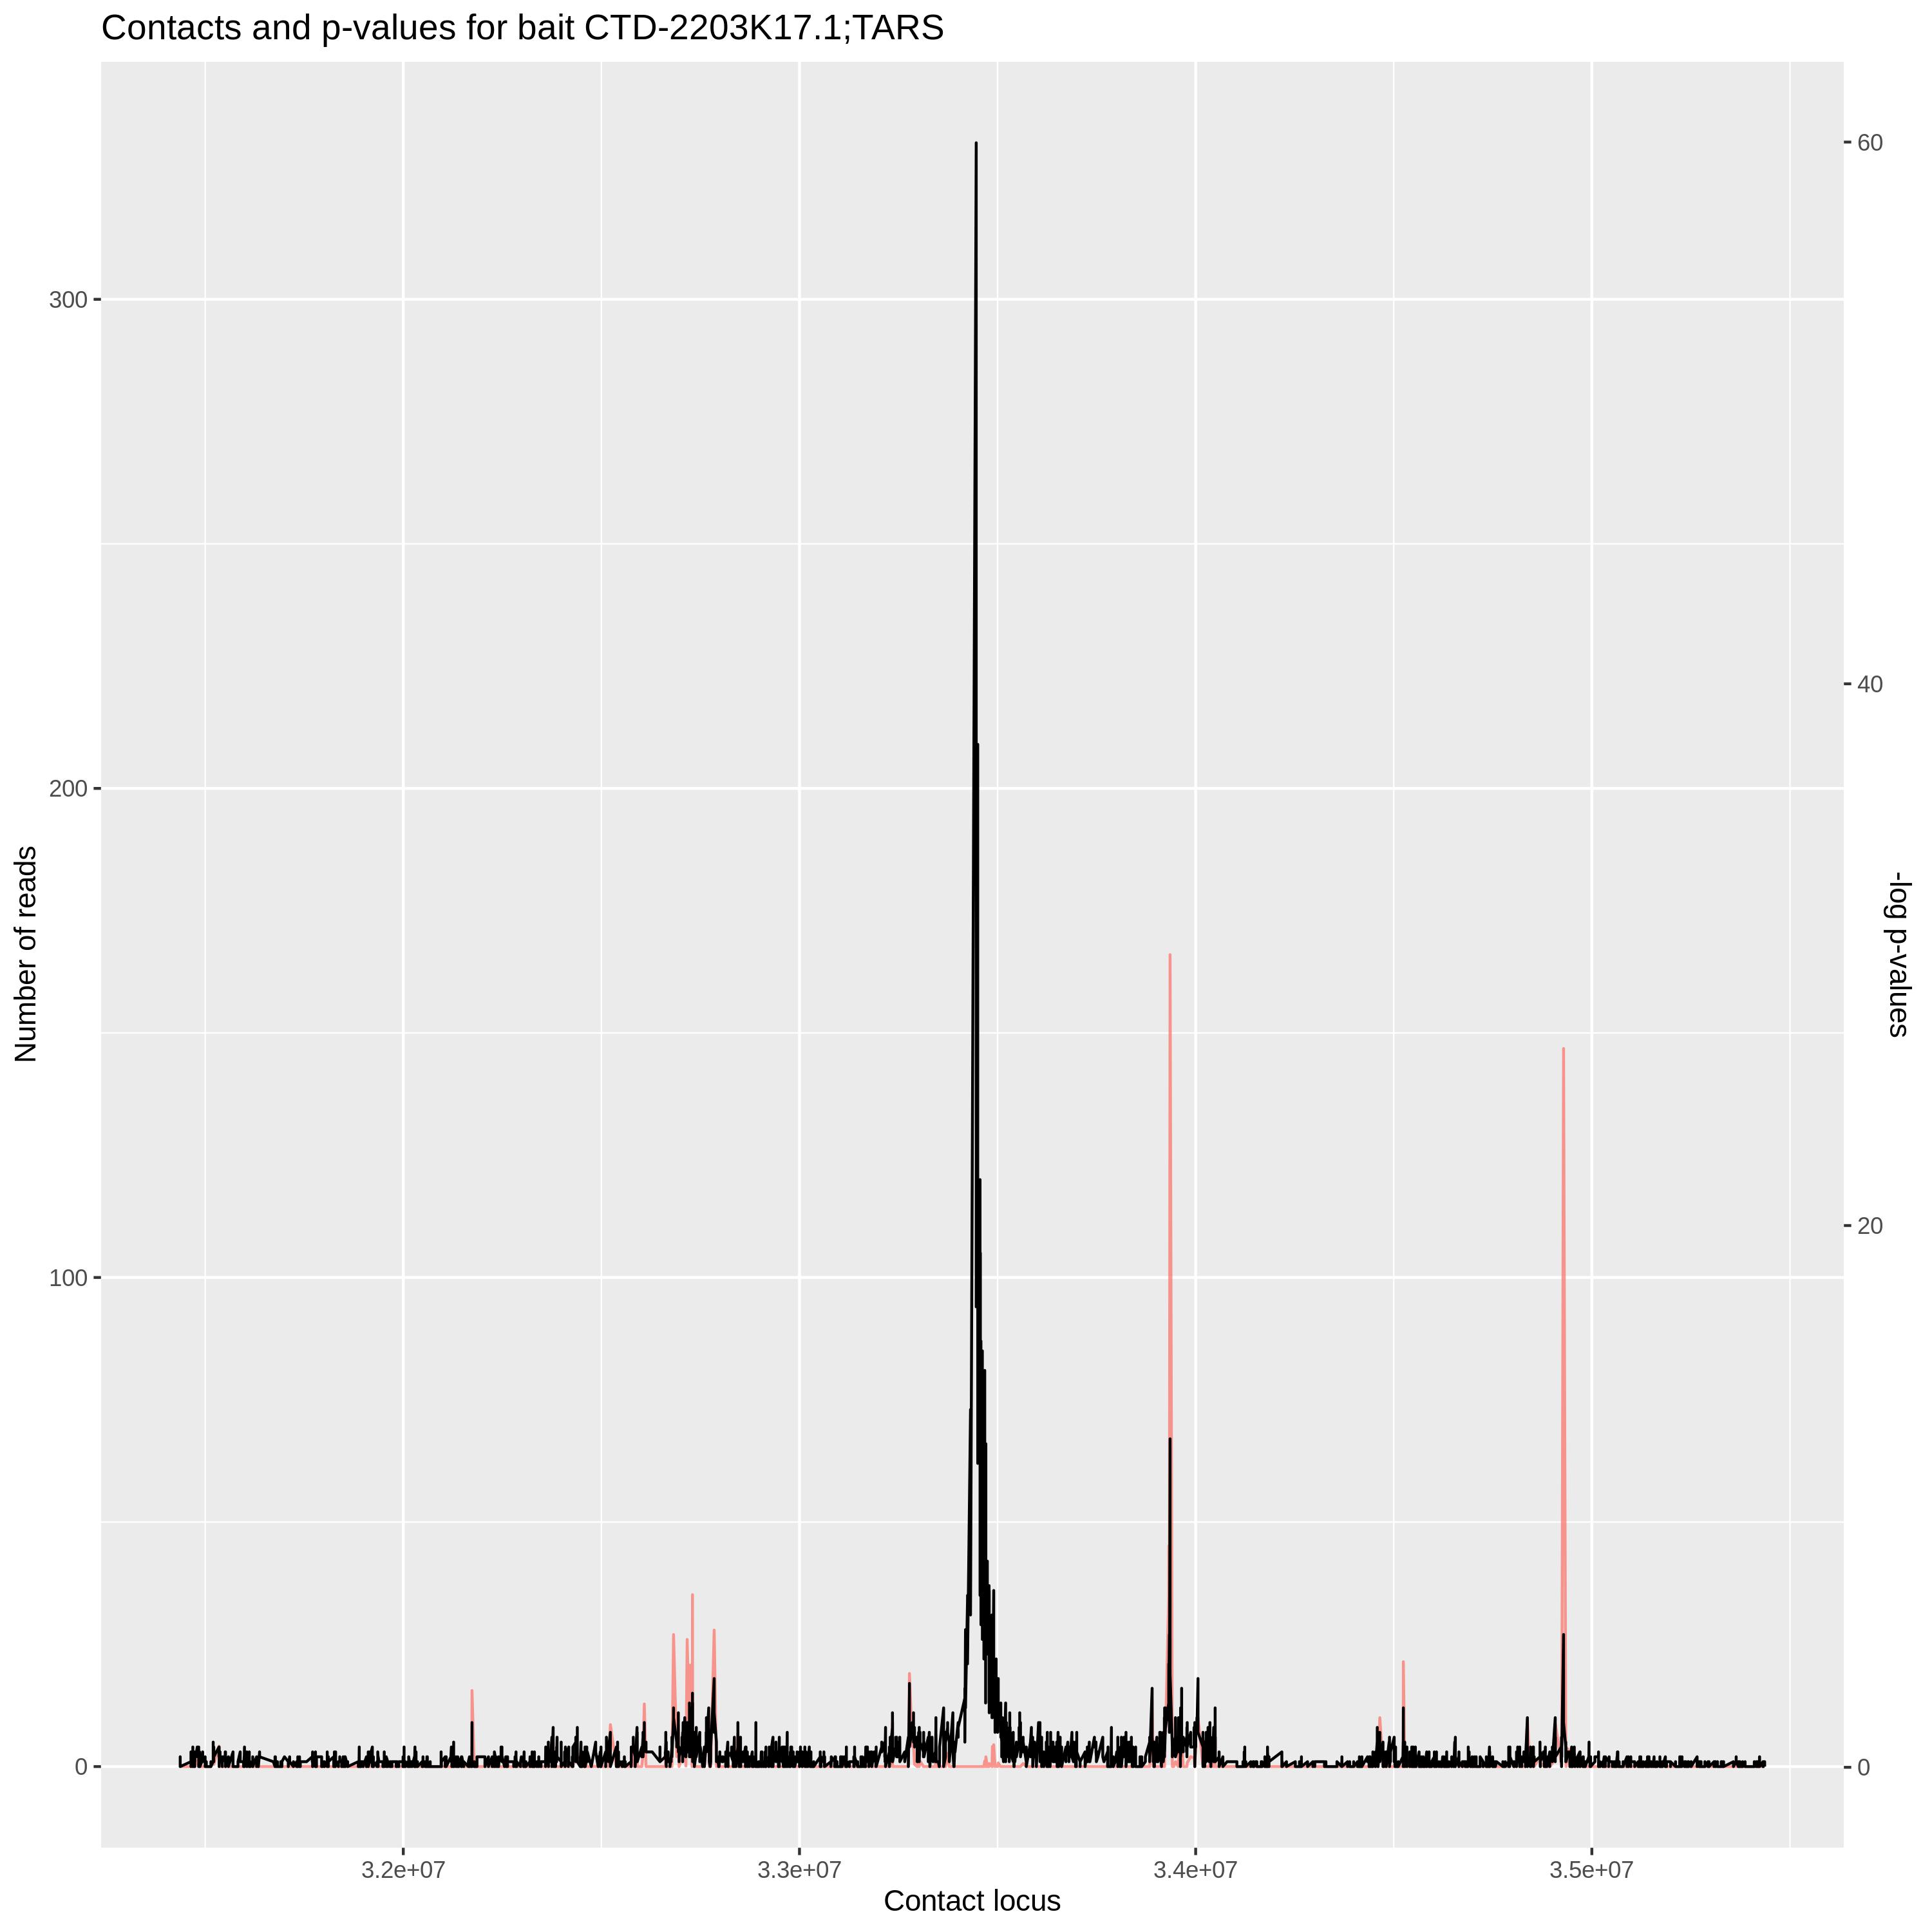 Contacts and p-values for bait CTD-2203K17.1;TARS
Number of reads
300
200
100
0
60
40
20
0
-log p-values
3.2e+07
3.3e+07
3.4e+07
3.5e+07
Contact locus